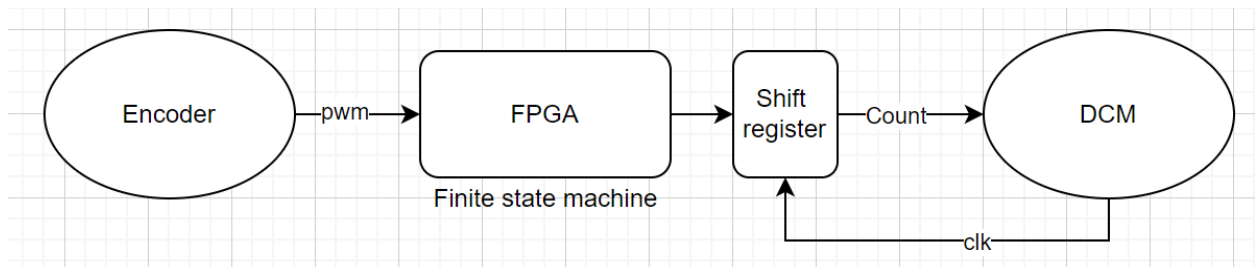 Encoder
pwm
FPGA
Finite state machine
Shift
register
Count
DCM
clk